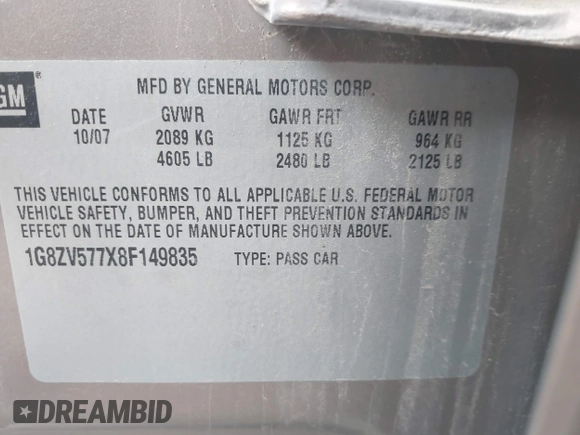 GM ®
MFD BY GENERAL MOTORS CORP.
DATE GVWR GAWR FRT GAWR RR
10/07 2089 KG 1125 KG 964 KG
4605 LB 2480 LB 2125 LB
THIS VEHICLE CONFORMS TO ALL APPLICABLE U.S. FEDERAL MOTOR
VEHICLE SAFETY, BUMPER, AND THEFT PREVENTION STANDARDS IN
EFFECT ON THE DATE OF MANUFACTURE SHOWN ABOVE.
1G8ZV577X8F149835 TYPE: PASS CAR
DREAMBID